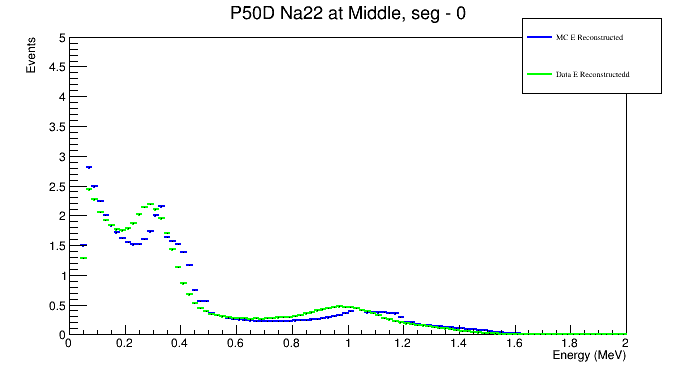 P50D Na22 at Middle, seg - 0
MC E Reconstructed
Data E Reconstructedd
Events
5
4.5
4
3.5
3
2.5
2
1.5
1
0.5
0
0 0.2 0.4 0.6 0.8 1 1.2 1.4 1.6 1.8 2
Energy (MeV)